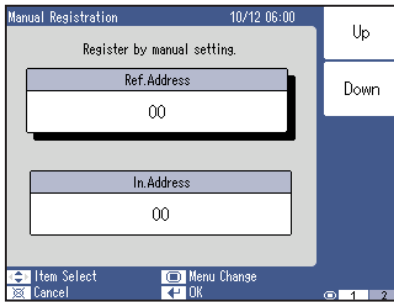 Manual Registration 10/12 06:00
Up
Register by manual setting.
Ref.Address
Down
00
In.Address
00
Item Select Menu Change
Cancel OK 1 2